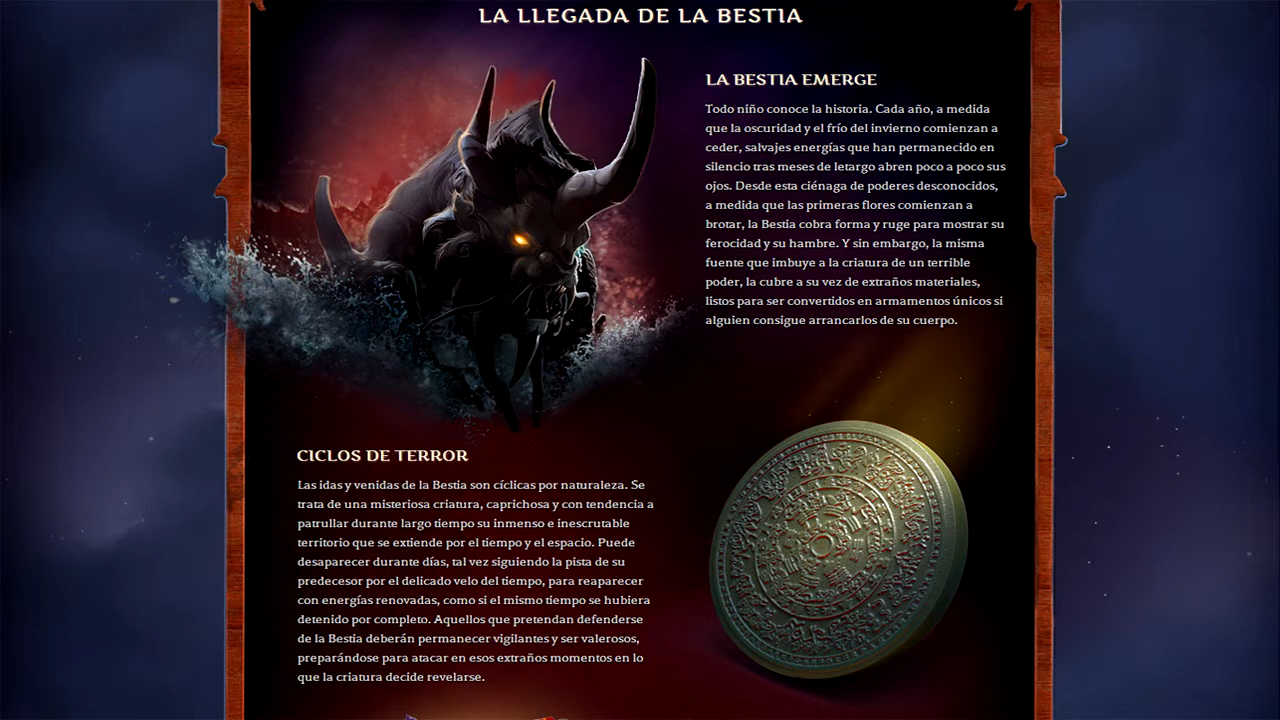 LA LLEGADA DE LA BESTIA
LA BESTIA EMERGE
Todo niño conoce la historia. Cada año, a medida
que la oscuridad y el frío del invierno comienzan a
ceder, salvajes energías que han permanecido en
silencio tras meses de letargo abren poco a poco sus
ojos. Desde esta ciénaga de poderes desconocidos,
a medida que las primeras flores comienzan a
brotar, la Bestia cobra forma y ruge para mostrar su
ferocidad y su hambre. Y sin embargo, la misma
fuente que imbuye a la criatura de un terrible
poder, la cubre a su vez de extraños materiales,
listos para ser convertidos en armamentos únicos si
alguien consigue arrancarlos de su cuerpo.
CICLOS DE TERROR
Las idas y venidas de la Bestia son cíclicas por naturaleza. Se
trata de una misteriosa criatura, caprichosa y con tendencia a
patrullar durante largo tiempo su inmenso e inescrutable
territorio que se extiende por el tiempo y el espacio. Puede
desaparecer durante días, tal vez siguiendo la pista de su
predecesor por el delicado velo del tiempo, para reaparecer
con energías renovadas, como si el mismo tiempo se hubiera
detenido por completo. Aquellos que pretendan defenderse
de la Bestia deberán permanecer vigilantes y ser valerosos,
preparándose para atacar en esos extraños momentos en lo
que la criatura decide revelarse.